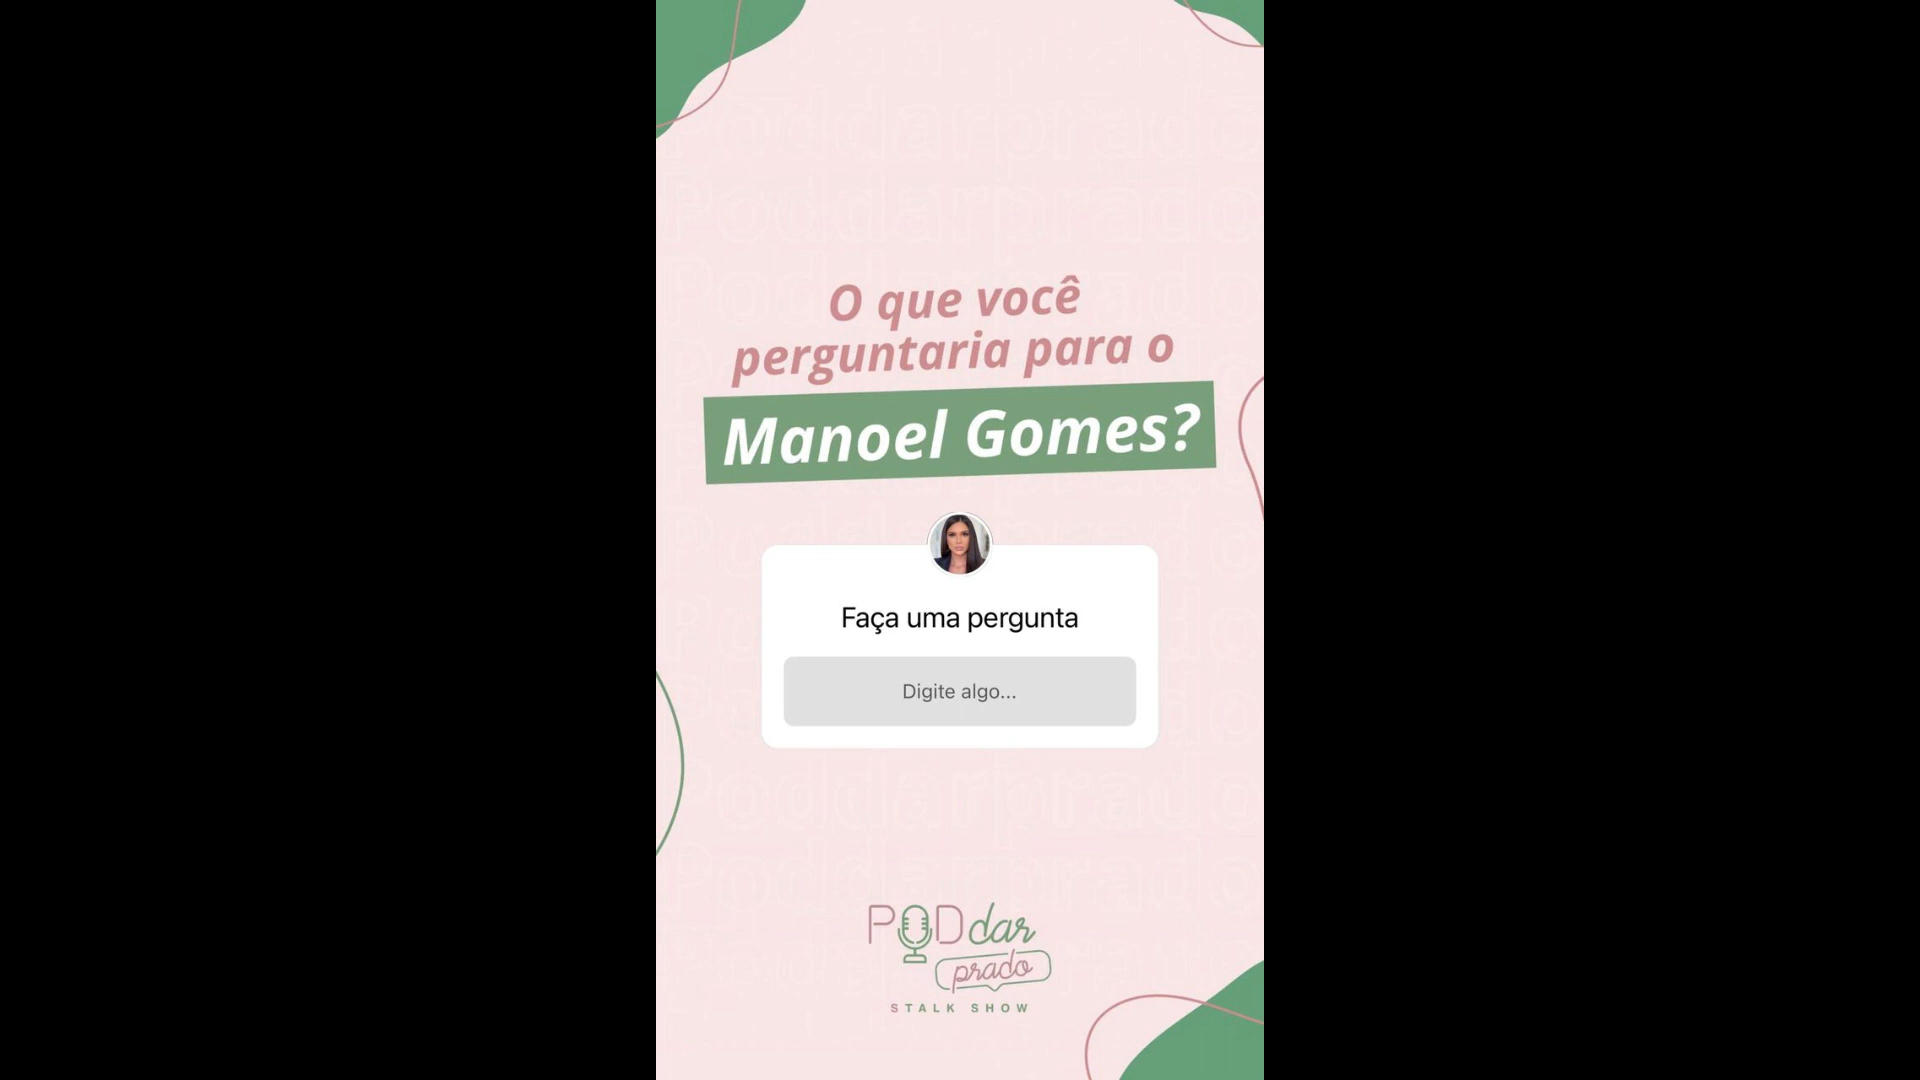 O que você
perguntaria para o
Manoel Gomes?
Faça uma pergunta
Digite algo...
POD dar
prado
STALK SHOW